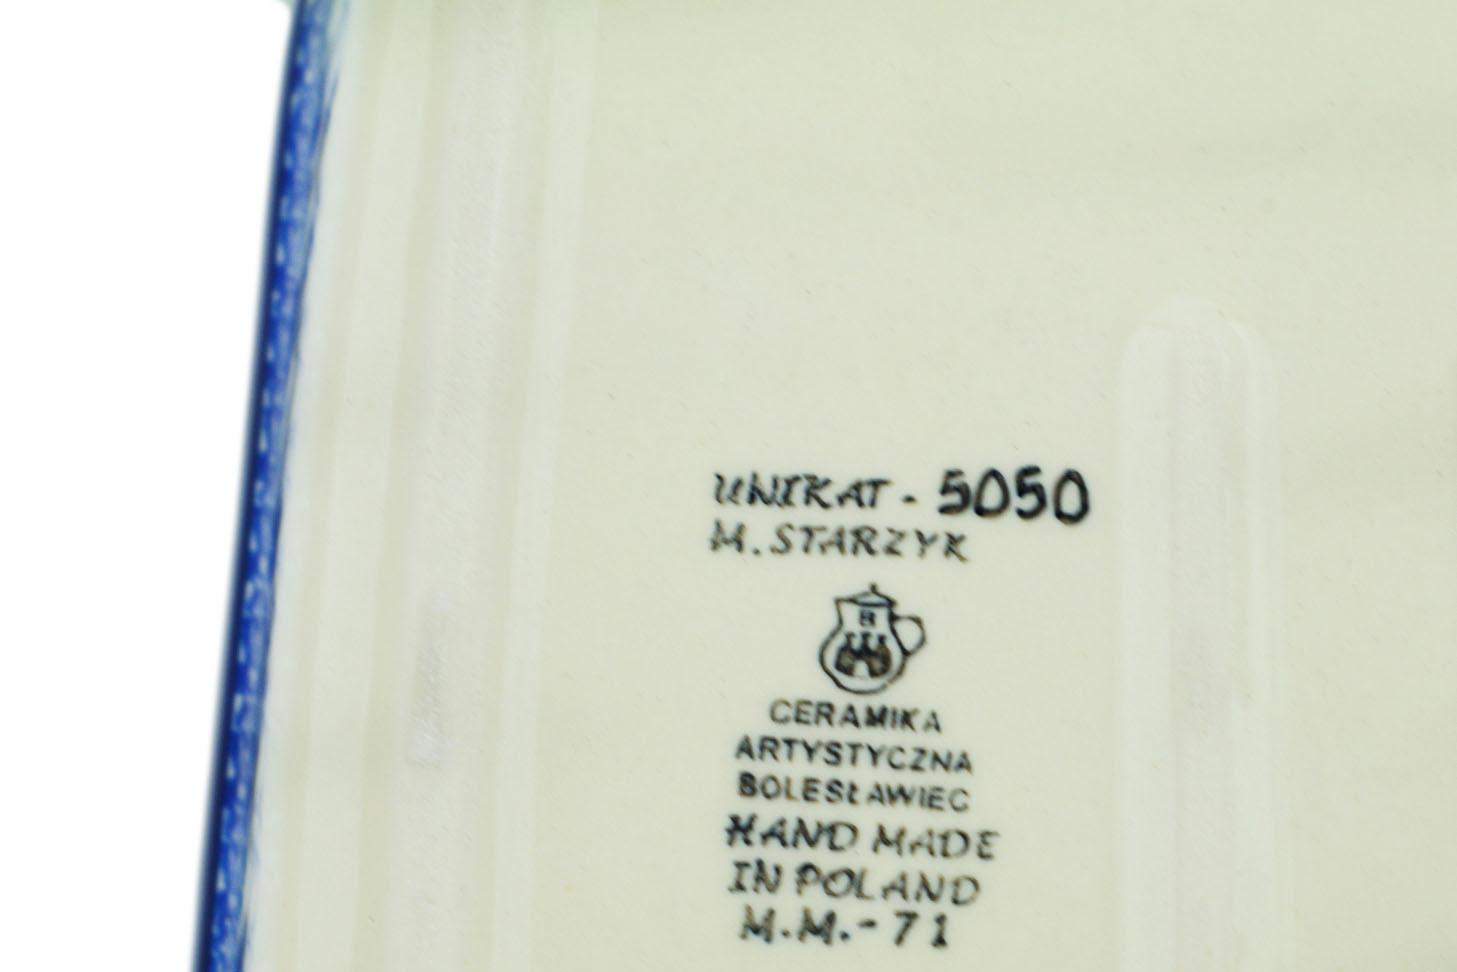 UNIKAT - 5050
M. STARZYK
B
CERAMIKA
ARTYSTYCZNA
BOLESŁAWIEC
HAND MADE
IN POLAND
M.M.-71